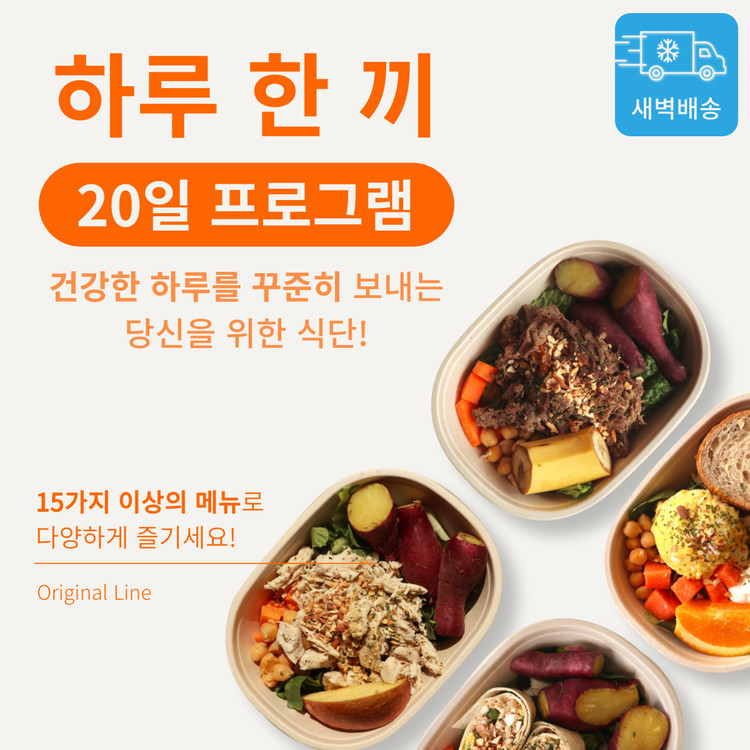 하루 한 끼
새벽배송
20일 프로그램
건강한 하루를 꾸준히 보내는
당신을 위한 식단!
15가지 이상의 메뉴로
다양하게 즐기세요!
Original Line